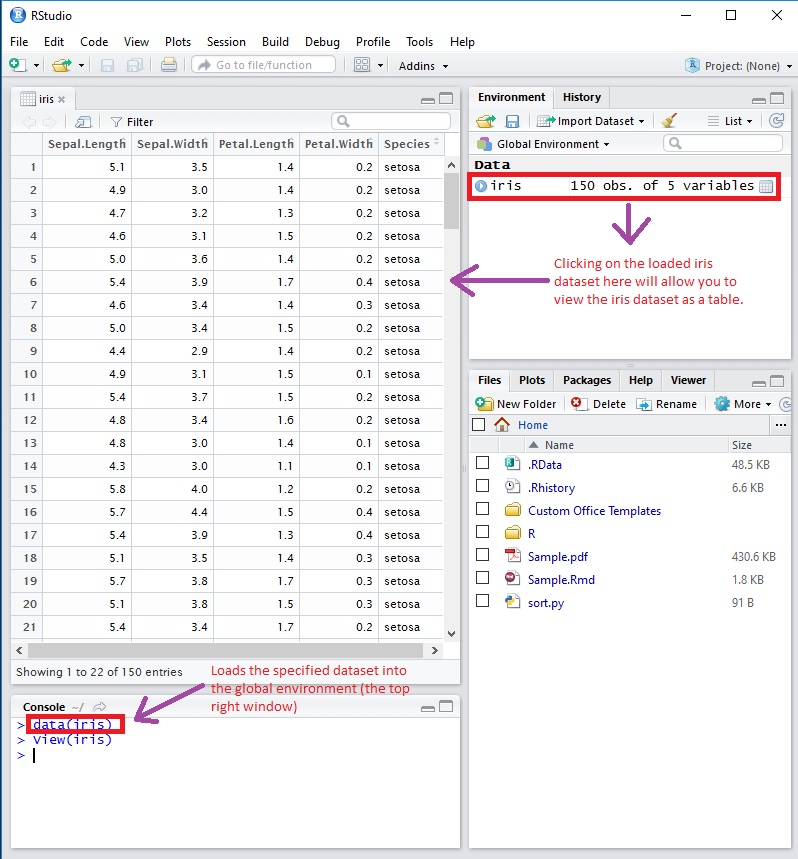 RStudio
File Edit Code View Plots Session Build Debug Profile Tools Help
Go to file/function Addins Project: (None)
iris
Filter
Sepal.Length Sepal.Width Petal.Length Petal.Width Species
1 5.1 3.5 1.4 0.2 setosa
2 4.9 3.0 1.4 0.2 setosa
3 4.7 3.2 1.3 0.2 setosa
4 4.6 3.1 1.5 0.2 setosa
5 5.0 3.6 1.4 0.2 setosa
6 5.4 3.9 1.7 0.4 setosa
7 4.6 3.4 1.4 0.3 setosa
8 5.0 3.4 1.5 0.2 setosa
9 4.4 2.9 1.4 0.2 setosa
10 4.9 3.1 1.5 0.1 setosa
11 5.4 3.7 1.5 0.2 setosa
12 4.8 3.4 1.6 0.2 setosa
13 4.8 3.0 1.4 0.1 setosa
14 4.3 3.0 1.1 0.1 setosa
15 5.8 4.0 1.2 0.2 setosa
16 5.7 4.4 1.5 0.4 setosa
17 5.4 3.9 1.3 0.4 setosa
18 5.1 3.5 1.4 0.3 setosa
19 5.7 3.8 1.7 0.3 setosa
20 5.1 3.8 1.5 0.3 setosa
21 5.4 3.4 1.7 0.2 setosa
Showing 1 to 22 of 150 entries
Loads the specified dataset into
the global environment (the top
right window)
Console ~/
> data(iris)
> View(iris)
>
Environment History
Import Dataset List
Global Environment
Data
iris 150 obs. of 5 variables
Clicking on the loaded iris
dataset here will allow you to
view the iris dataset as a table.
Files Plots Packages Help Viewer
New Folder Delete Rename More
Home ...
Name Size
.RData 48.5 KB
.Rhistory 6.6 KB
Custom Office Templates
R
Sample.pdf 430.6 KB
Sample.Rmd 1.8 KB
sort.py 91 B